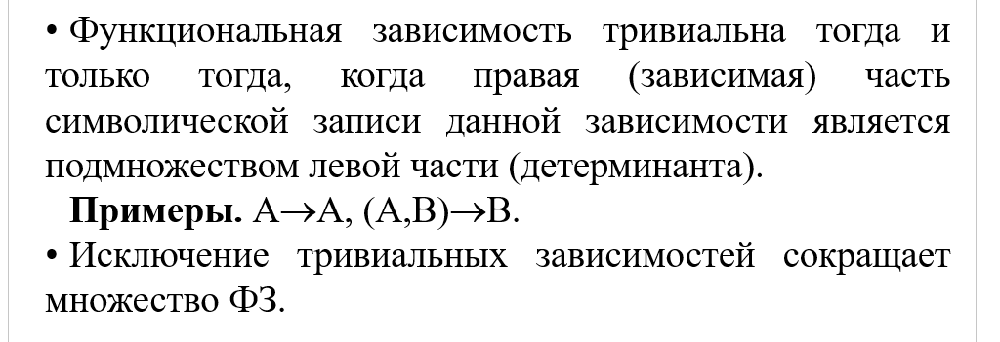 • Функциональная зависимость тривиальна тогда и
только тогда, когда правая (зависимая) часть
символической записи данной зависимости является
подмножеством левой части (детерминанта).
Примеры. A→A, (A,B)→B.
• Исключение тривиальных зависимостей сокращает
множество ФЗ.